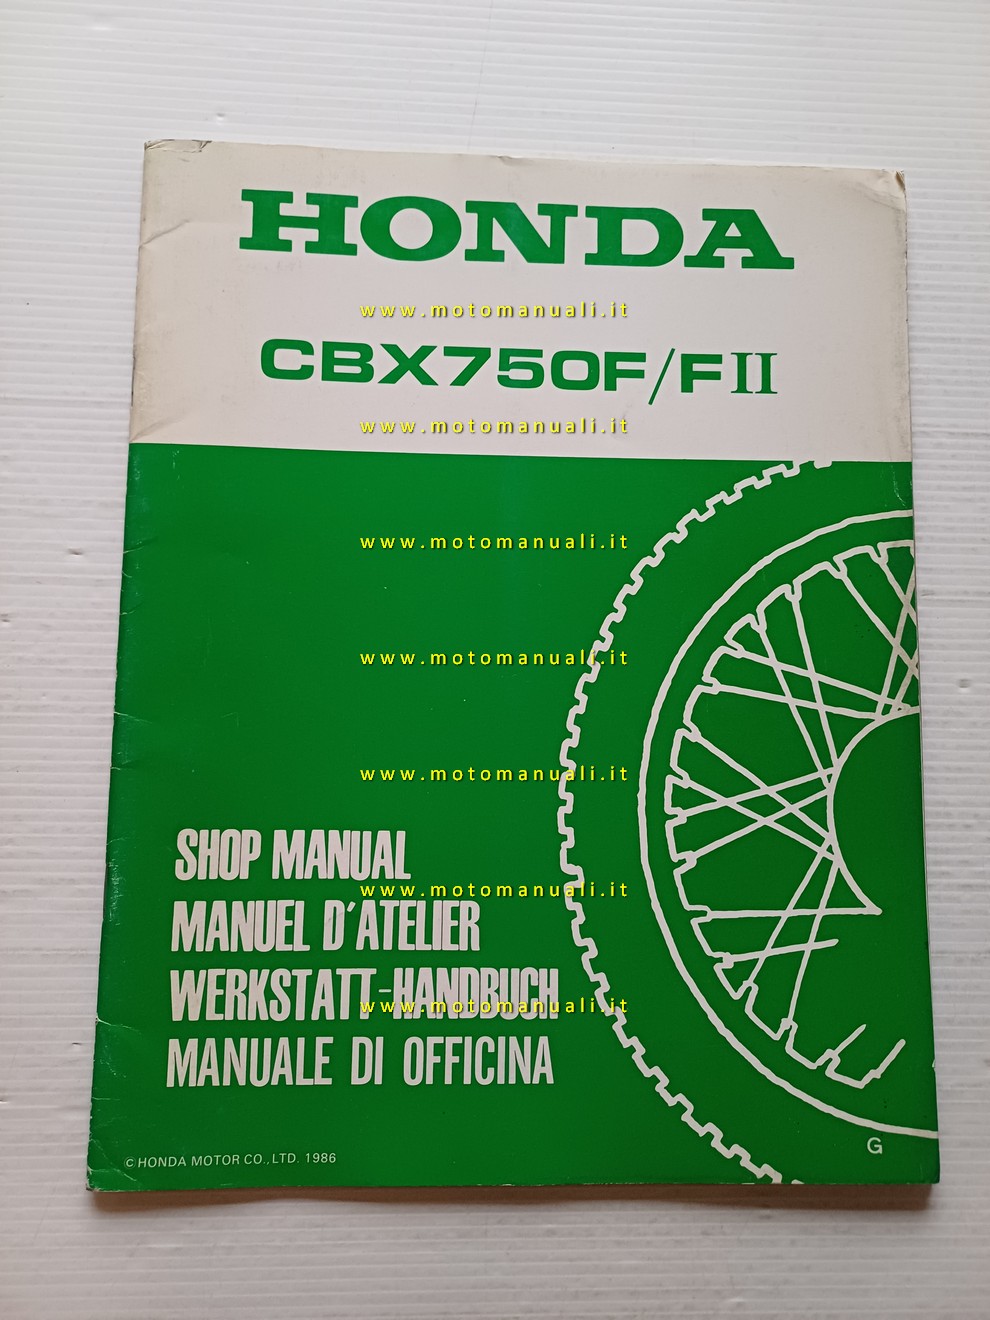 HONDA
www.motomanuali.it
CBX750F/FII
www.motomanuali.it
www.motomanuali.it
www.motomanuali.it
www.motomanuali.it
SHOP MANUAL
www.motomanuali.it
MANUEL D'ATELIER
WERKSTATT-HANDBUCH
www.motomanuali.it
MANUALE DI OFFICINA
G
©HONDA MOTOR CO., LTD. 1986